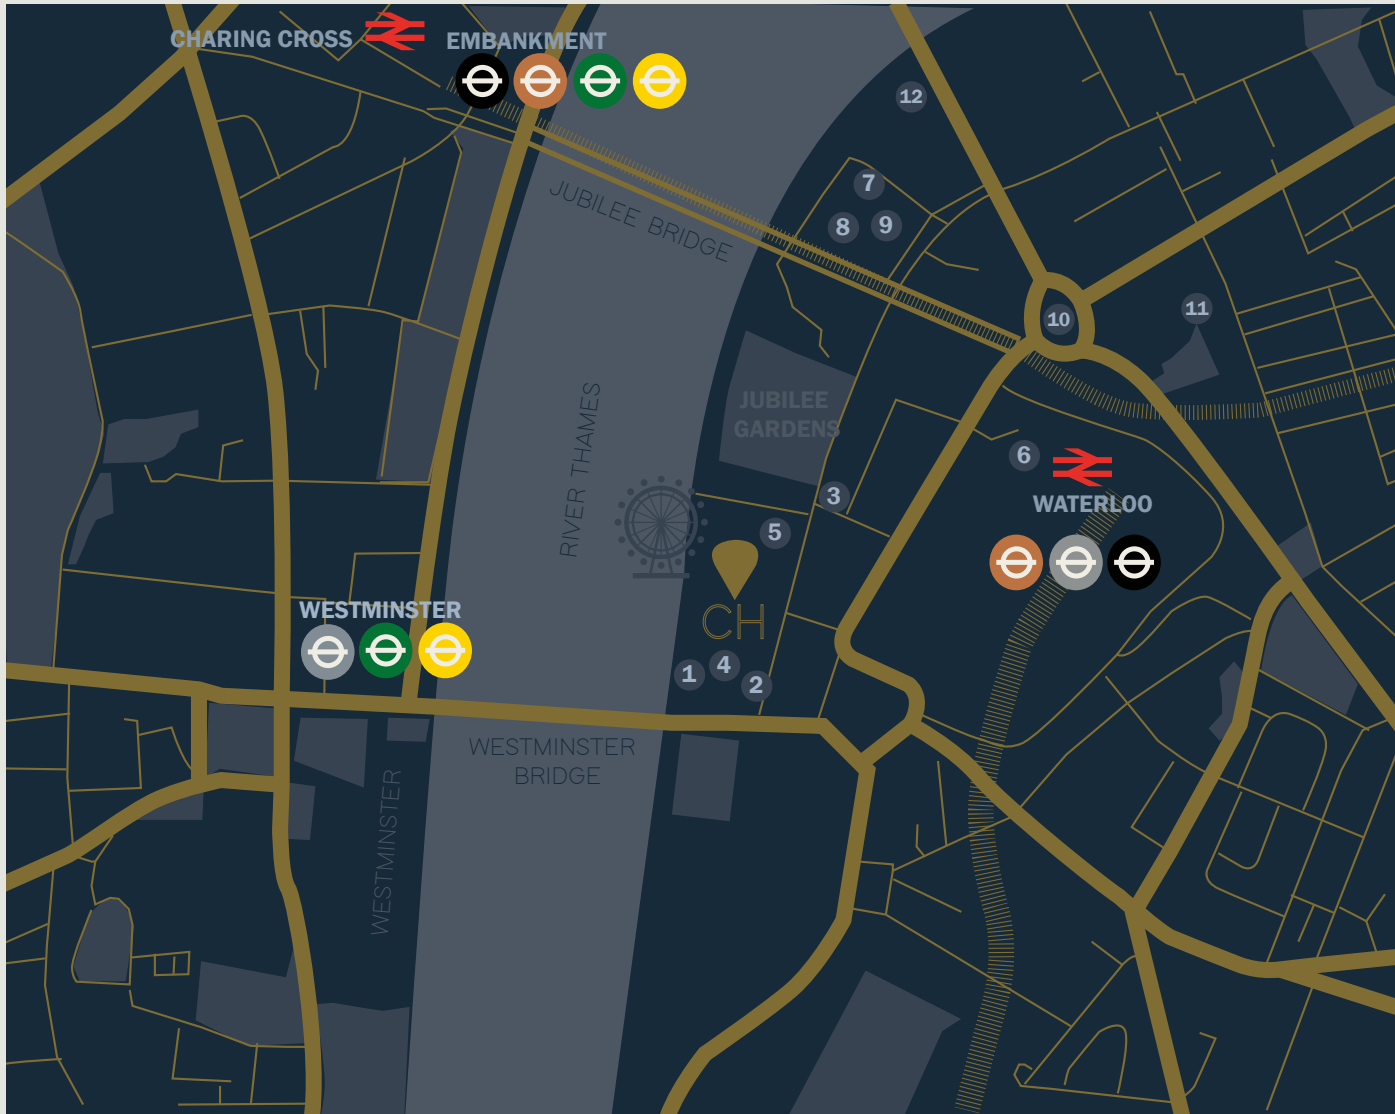 CHARING CROSS
EMBANKMENT
12
JUBILEE BRIDGE
7
8
9
10
11
JUBILEE
GARDENS
RIVER THAMES
6
WATERLOO
3
5
CH
WESTMINSTER
1
4
2
WESTMINSTER
BRIDGE
WESTMINSTER